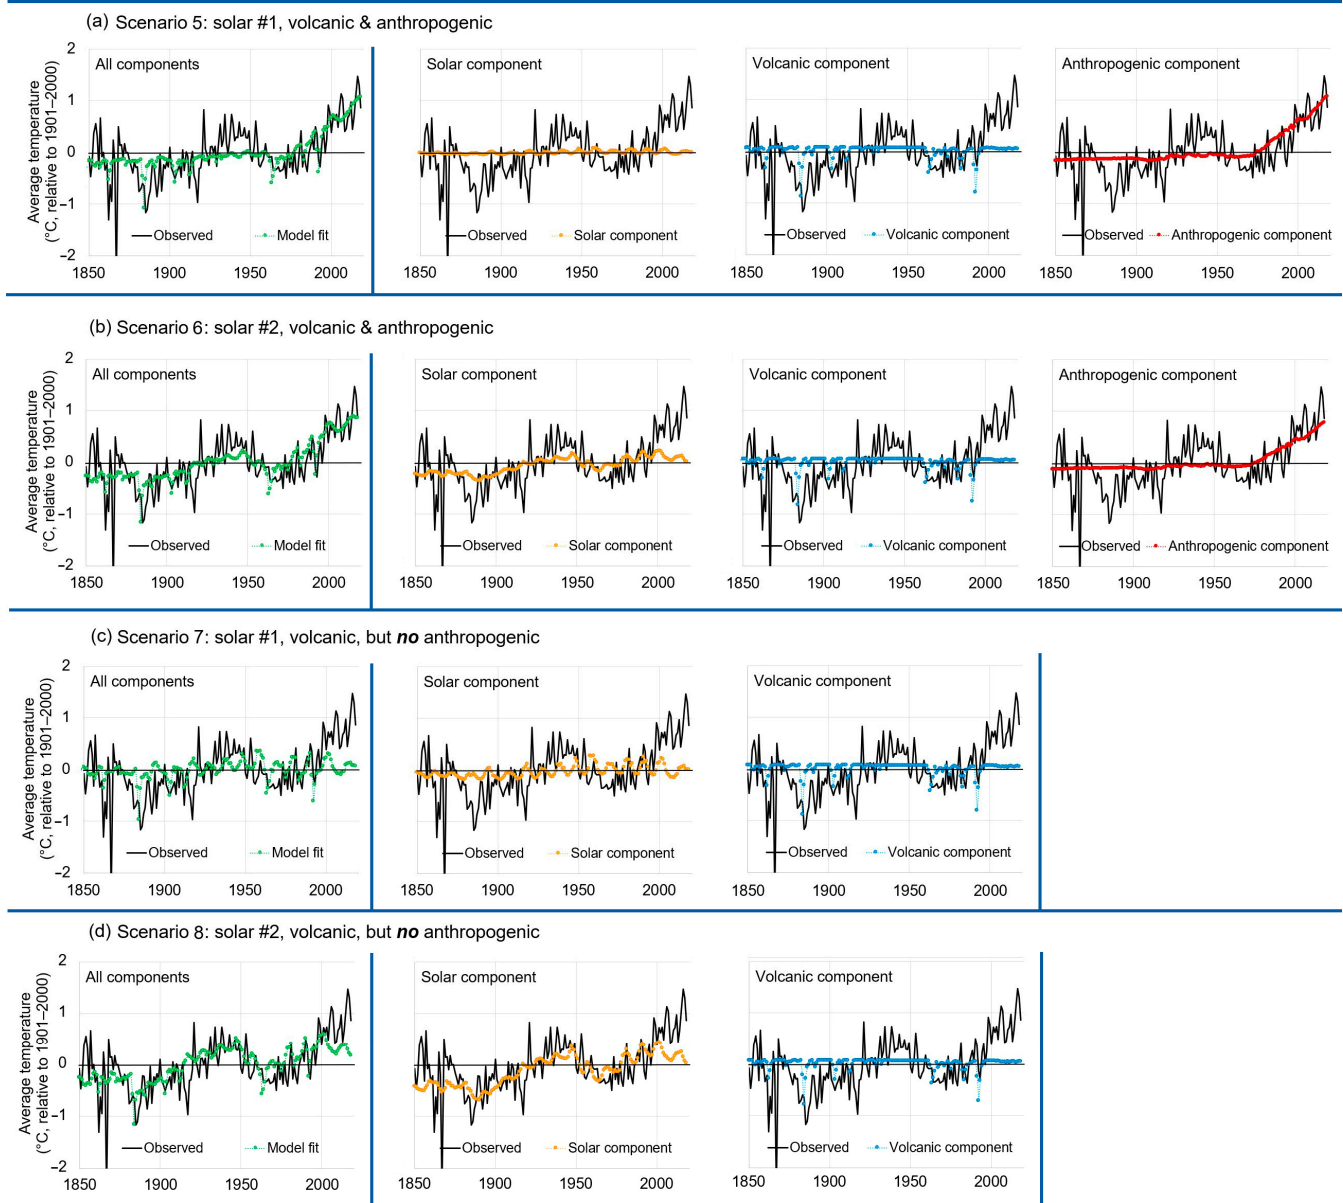 (a) Scenario 5: solar #1, volcanic & anthropogenic
Average temperature
(°C, relative to 1901–2000)
2
1
0
−1
−2
All components
Observed
Model fit
1850 1900 1950 2000
Solar component
Observed
Solar component
1850 1900 1950 2000
Volcanic component
Observed
Volcanic component
1850 1900 1950 2000
Anthropogenic component
Observed
Anthropogenic component
1850 1900 1950 2000
(b) Scenario 6: solar #2, volcanic & anthropogenic
Average temperature
(°C, relative to 1901–2000)
2
1
0
−1
−2
All components
Observed
Model fit
1850 1900 1950 2000
Solar component
Observed
Solar component
1850 1900 1950 2000
Volcanic component
Observed
Volcanic component
1850 1900 1950 2000
Anthropogenic component
Observed
Anthropogenic component
1850 1900 1950 2000
(c) Scenario 7: solar #1, volcanic, but no anthropogenic
Average temperature
(°C, relative to 1901–2000)
2
1
0
−1
−2
All components
Observed
Model fit
1850 1900 1950 2000
Solar component
Observed
Solar component
1850 1900 1950 2000
Volcanic component
Observed
Volcanic component
1850 1900 1950 2000
(d) Scenario 8: solar #2, volcanic, but no anthropogenic
Average temperature
(°C, relative to 1901–2000)
2
1
0
−1
−2
All components
Observed
Model fit
1850 1900 1950 2000
Solar component
Observed
Solar component
1850 1900 1950 2000
Volcanic component
Observed
Volcanic component
1850 1900 1950 2000